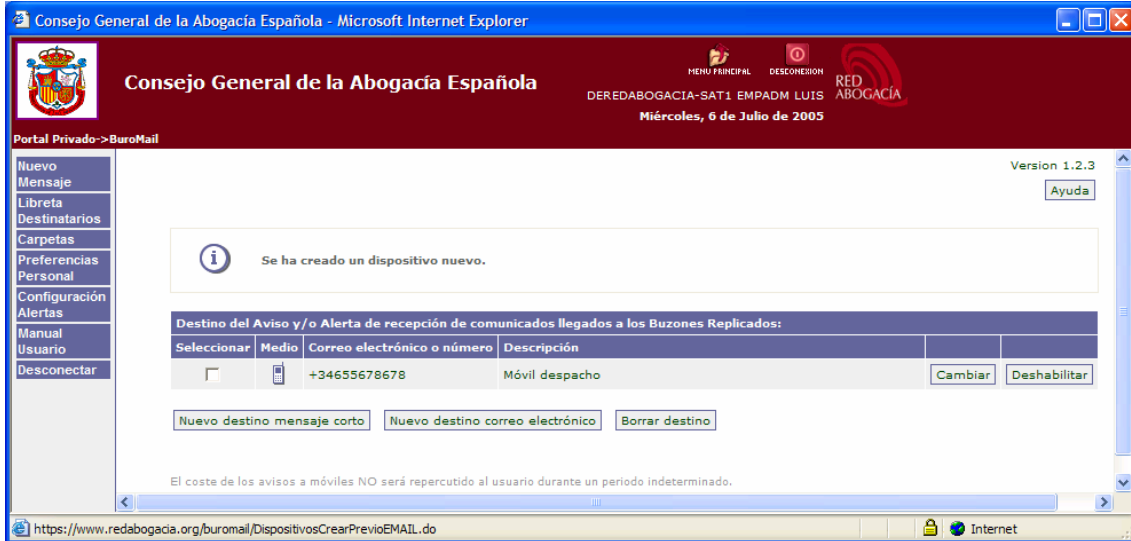 Consejo General de la Abogacía Española - Microsoft Internet Explorer
Consejo General de la Abogacía Española
MENU PRINCIPAL DESCONEXION
RED ABOGACÍA
DEREDABOGACIA-SAT1 EMPADM LUIS
Miércoles, 6 de Julio de 2005
Portal Privado->BuroMail
Nuevo
Mensaje
Libreta
Destinatarios
Carpetas
Preferencias
Personal
Configuración
Alertas
Manual
Usuario
Desconectar
Version 1.2.3
Ayuda
Se ha creado un dispositivo nuevo.
Destino del Aviso y/o Alerta de recepción de comunicados llegados a los Buzones Replicados:
Seleccionar Medio Correo electrónico o número Descripción
+34655678678 Móvil despacho Cambiar Deshabilitar
Nuevo destino mensaje corto Nuevo destino correo electrónico Borrar destino
El coste de los avisos a móviles NO será repercutido al usuario durante un periodo indeterminado.
https://www.redabogacia.org/buromail/DispositivosCrearPrevioEMAIL.do Internet